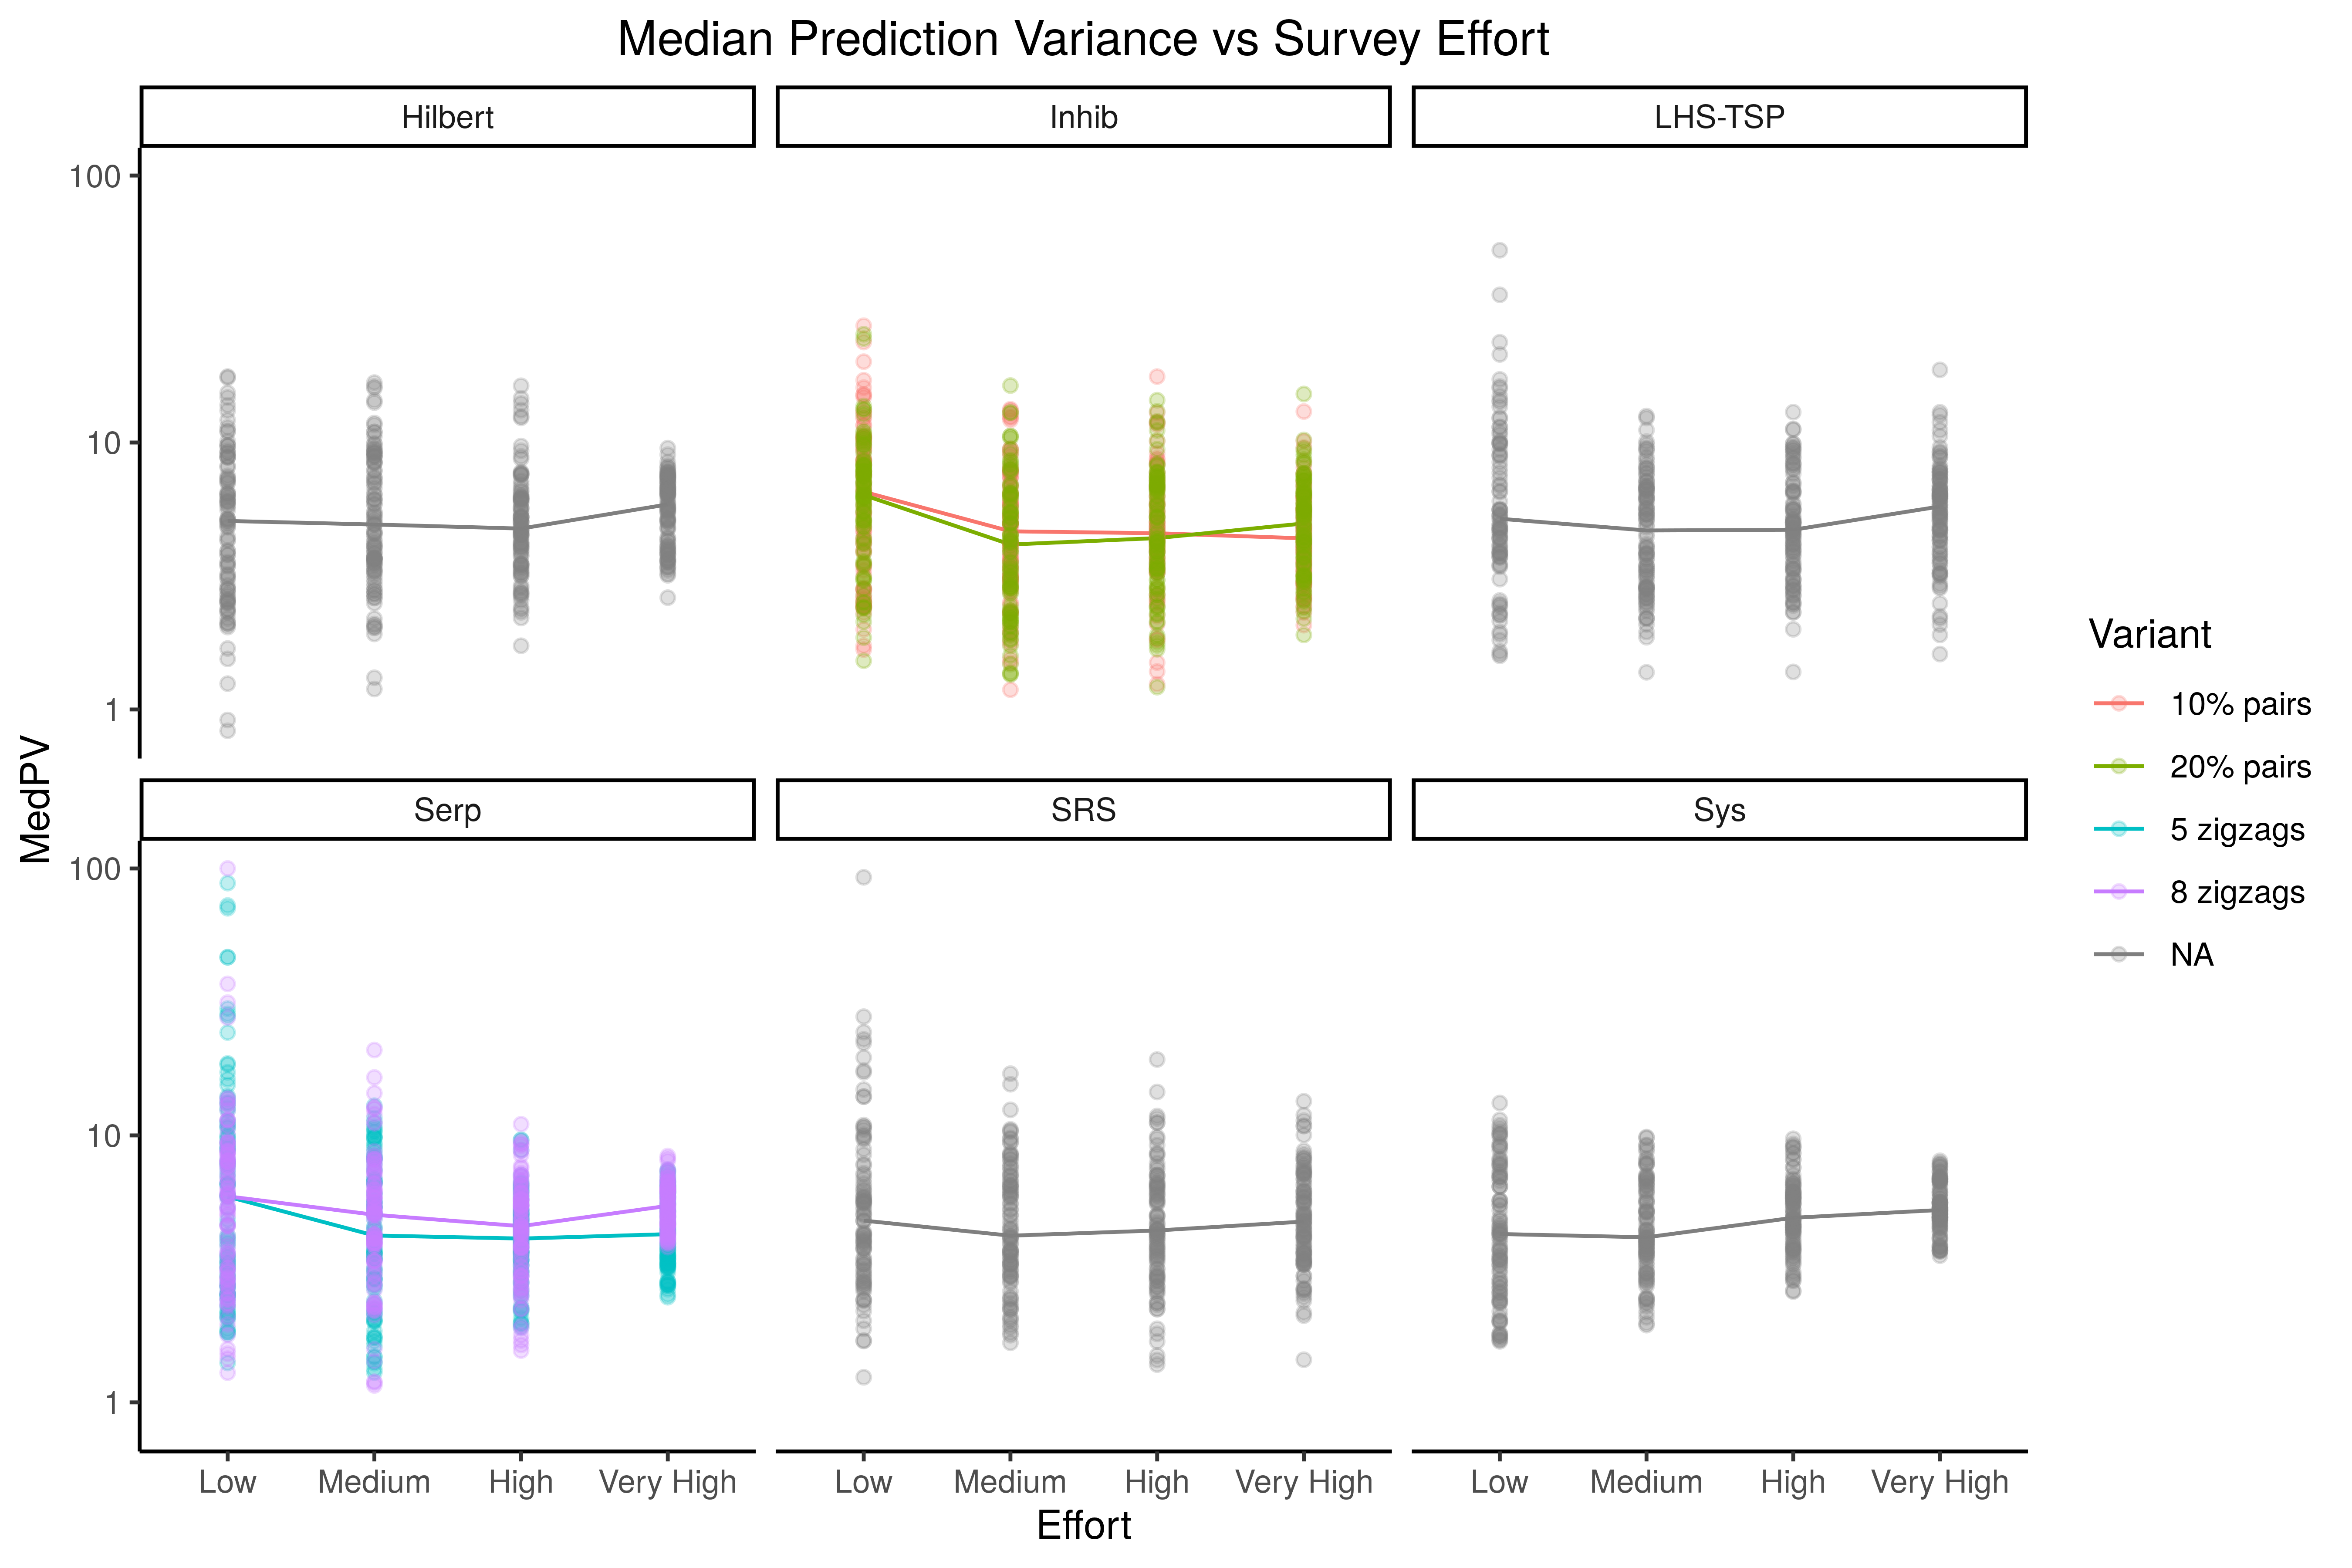 Median Prediction Variance vs Survey Effort
Hilbert
Inhib
LHS-TSP
100
10
1
MedPV
Serp
SRS
Sys
100
10
1
Low Medium High Very High
Low Medium High Very High
Low Medium High Very High
Effort
Variant
10% pairs
20% pairs
5 zigzags
8 zigzags
NA